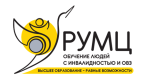 РУМЦ
ОБУЧЕНИЕ ЛЮДЕЙ
С ИНВАЛИДНОСТЬЮ И ОВЗ
ВЫСШЕЕ ОБРАЗОВАНИЕ - РАВНЫЕ ВОЗМОЖНОСТИ